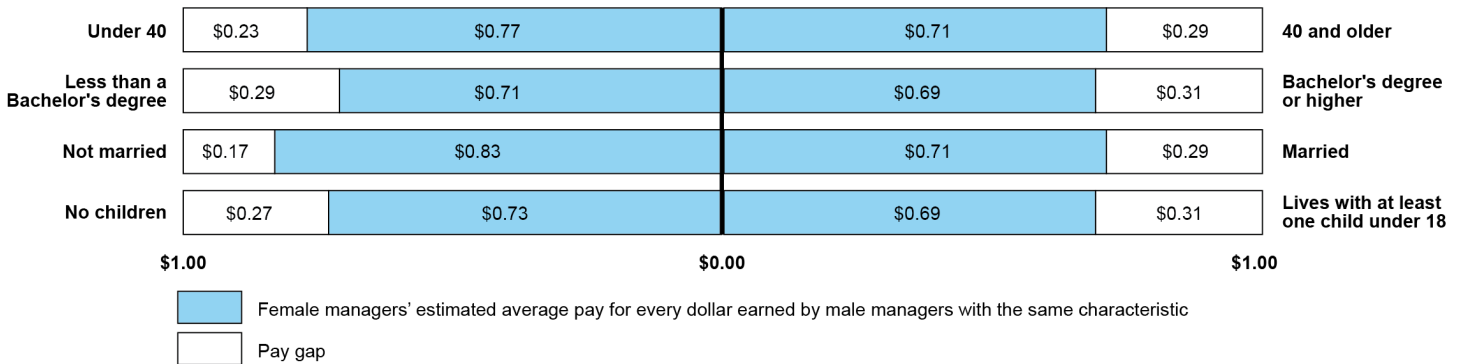 Under 40 $0.23 $0.77 $0.71 $0.29 40 and older
Less than a
Bachelor's degree
$0.29 $0.71 $0.69 $0.31
Bachelor's degree
or higher
Not married $0.17 $0.83 $0.71 $0.29 Married
No children $0.27 $0.73 $0.69 $0.31
Lives with at least
one child under 18
$1.00 $0.00 $1.00
Female managers’ estimated average pay for every dollar earned by male managers with the same characteristic
Pay gap